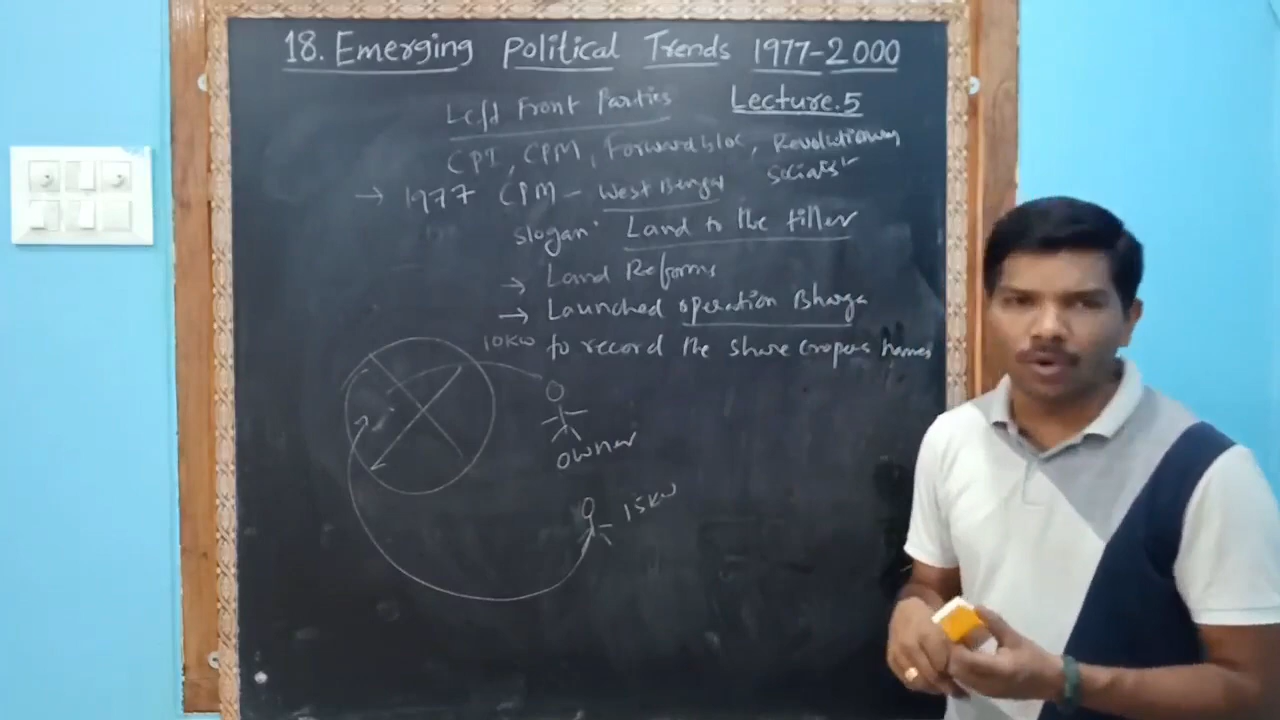 18. Emerging Political Trends 1977-2000
Left Front Parties Lecture.5
CPI, CPM, Forward bloc, Revolutionary
Socialist
→ 1977 CPM - West Bengal
slogan: Land to the tiller
→ Land Reforms
→ Launched operation Bharga
10kw to record the share cropers names
owner
15kw